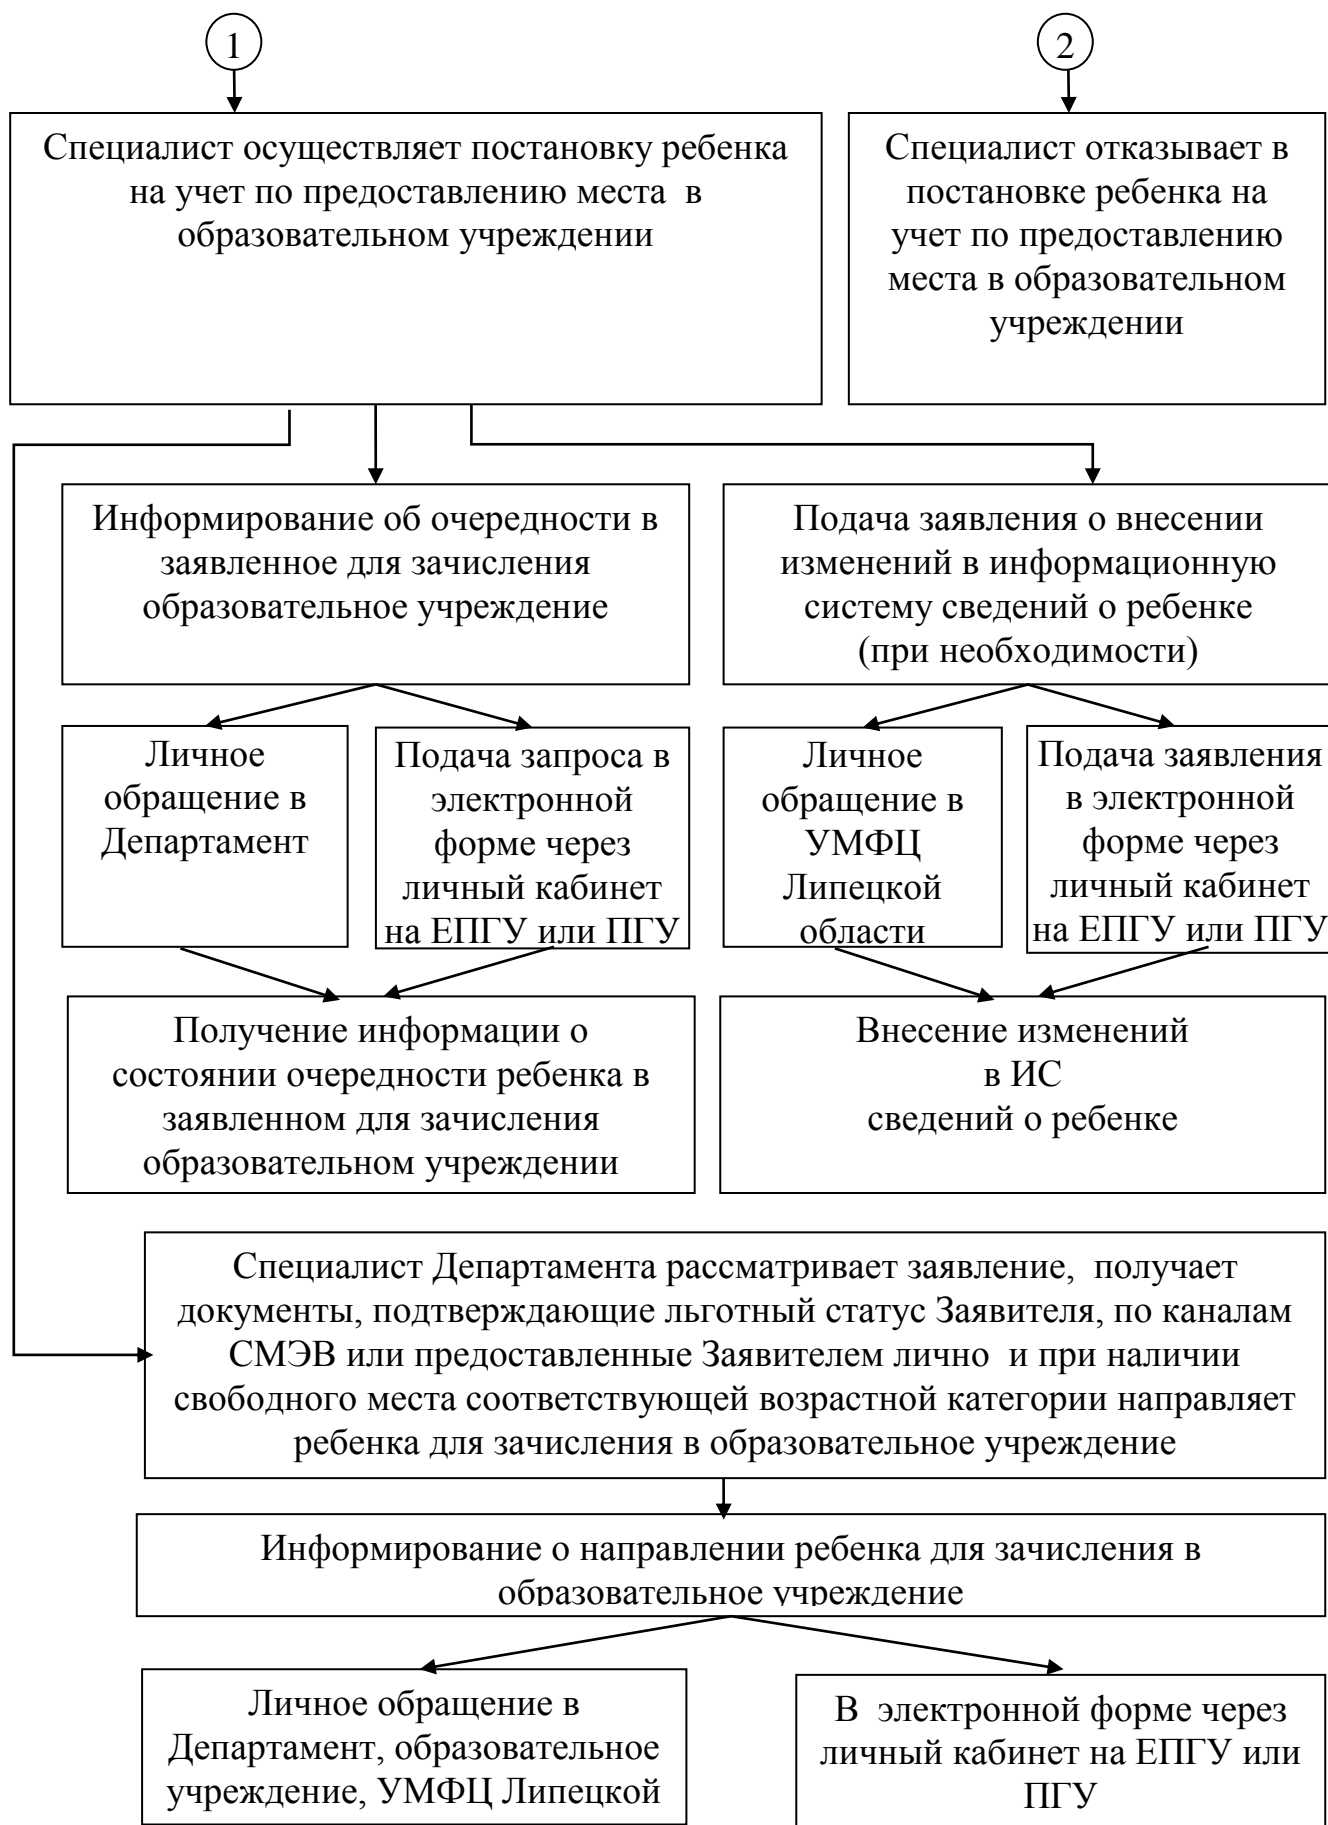 1
2
Специалист осуществляет постановку ребенка
на учет по предоставлению места  в
образовательном учреждении
Специалист отказывает в
постановке ребенка на
учет по предоставлению
места в образовательном
учреждении
Информирование об очередности в
заявленное для зачисления
образовательное учреждение
Подача заявления о внесении
изменений в информационную
систему сведений о ребенке
(при необходимости)
Личное
обращение в
Департамент
Подача запроса в
электронной
форме через
личный кабинет
на ЕПГУ или ПГУ
Личное
обращение в
УМФЦ
Липецкой
области
Подача заявления
в электронной
форме через
личный кабинет
на ЕПГУ или ПГУ
Получение информации о
состоянии очередности ребенка в
заявленном для зачисления
образовательном учреждении
Внесение изменений
в ИС
сведений о ребенке
Специалист Департамента рассматривает заявление,  получает
документы, подтверждающие льготный статус Заявителя, по каналам
СМЭВ или предоставленные Заявителем лично  и при наличии
свободного места соответствующей возрастной категории направляет
ребенка для зачисления в образовательное учреждение
Информирование о направлении ребенка для зачисления в
образовательное учреждение
Личное обращение в
Департамент, образовательное
учреждение, УМФЦ Липецкой
В  электронной форме через
личный кабинет на ЕПГУ или
ПГУ